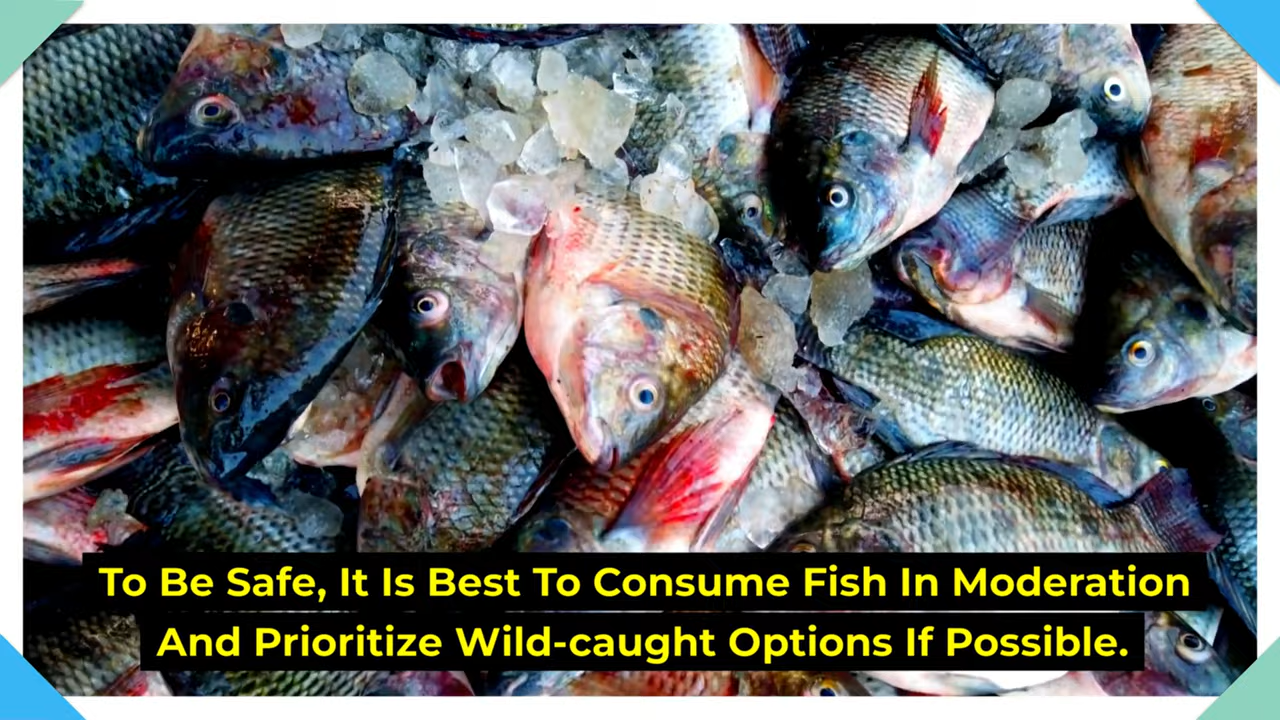 To Be Safe, It Is Best To Consume Fish In Moderation
And Prioritize Wild-caught Options If Possible.